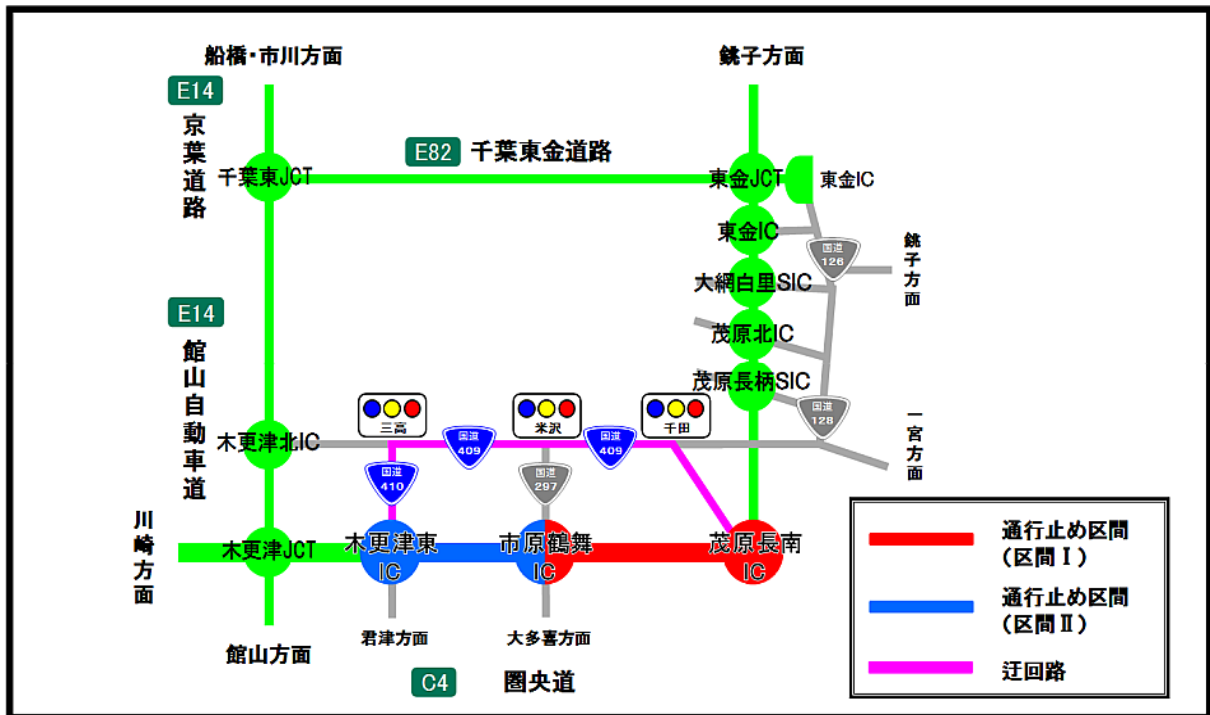 船橋・市川方面
銚子方面
E14
京葉道路
E82 千葉東金道路
千葉東JCT
東金JCT
東金IC
東金IC
国道
126
銚子方面
大網白里SIC
E14
館山自動車道
茂原北IC
茂原長柄SIC
三高
米沢
千田
国道
128
一宮方面
木更津北IC
国道
409
国道
409
国道
410
国道
297
川崎方面
木更津JCT
木更津東
IC
市原鶴舞
IC
茂原長南
IC
館山方面
君津方面
大多喜方面
C4 圏央道
通行止め区間
(区間Ⅰ)
通行止め区間
(区間Ⅱ)
迂回路